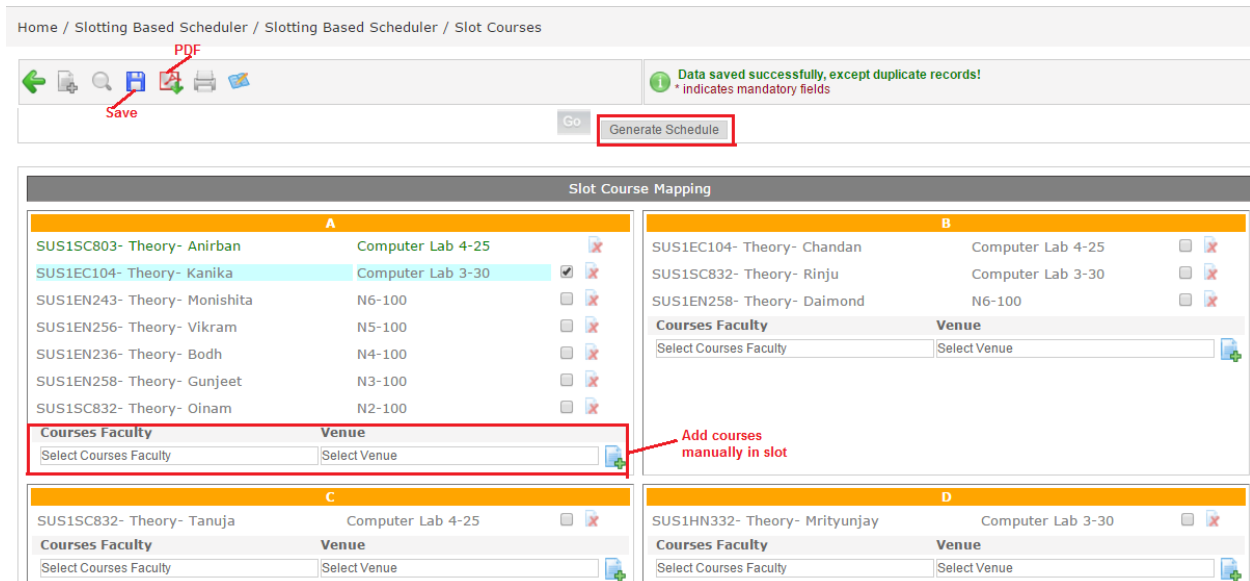 Home / Slotting Based Scheduler / Slotting Based Scheduler / Slot Courses
PDF
Save
Data saved successfully, except duplicate records!
* indicates mandatory fields
Go
Generate Schedule
Slot Course Mapping
A
SUS1SC803- Theory- Anirban Computer Lab 4-25
SUS1EC104- Theory- Kanika Computer Lab 3-30
SUS1EN243- Theory- Monishita N6-100
SUS1EN256- Theory- Vikram N5-100
SUS1EN236- Theory- Bodh N4-100
SUS1EN258- Theory- Gunjeet N3-100
SUS1SC832- Theory- Oinam N2-100
Courses Faculty Venue
Select Courses Faculty Select Venue
Add courses
manually in slot
B
SUS1EC104- Theory- Chandan Computer Lab 4-25
SUS1SC832- Theory- Rinju Computer Lab 3-30
SUS1EN258- Theory- Daimond N6-100
Courses Faculty Venue
Select Courses Faculty Select Venue
C
SUS1SC832- Theory- Tanuja Computer Lab 4-25
Courses Faculty Venue
Select Courses Faculty Select Venue
D
SUS1HN332- Theory- Mrityunjay Computer Lab 3-30
Courses Faculty Venue
Select Courses Faculty Select Venue